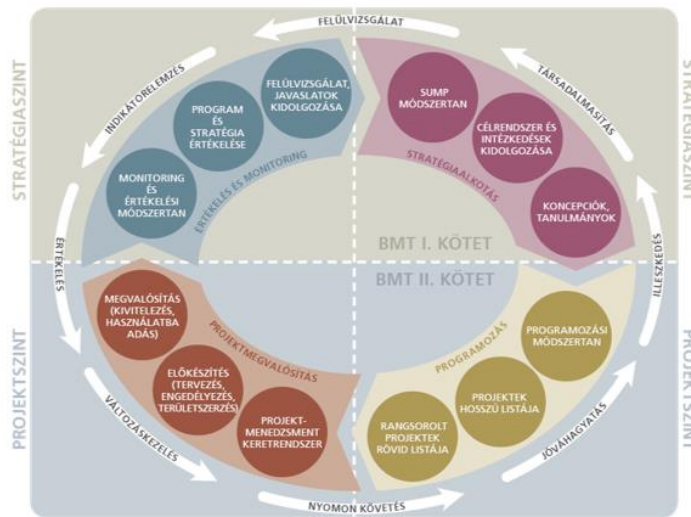 FELÜLVIZSGÁLAT
INDIKÁTORELEMZÉS
TÁRSADALMASÍTÁS
STRATÉGIASZINT
STRATÉGIASZINT
FELÜLVIZSGÁLAT,
JAVASLATOK
KIDOLGOZÁSA
PROGRAM
ÉS
STRATÉGIA
ÉRTÉKELÉSE
MONITORING
ÉS
ÉRTÉKELÉSI
MÓDSZERTAN
ÉRTÉKELÉS ÉS MONITORING
SUMP
MÓDSZERTAN
CÉLRENDSZER ÉS
INTÉZKEDÉSEK
KIDOLGOZÁSA
KONCEPCIÓK,
TANULMÁNYOK
STRATÉGIAALKOTÁS
BMT I. KÖTET
ÉRTÉKELÉS
ILLESZKEDÉS
BMT II. KÖTET
PROJEKTSZINT
PROJEKTSZINT
MEGVALÓSÍTÁS
(KIVITELEZÉS,
HASZNÁLATBA
ADÁS)
ELŐKÉSZÍTÉS
(TERVEZÉS,
ENGEDÉLYEZÉS,
TERÜLETSZERZÉS)
PROJEKT-
MENEDZSMENT
KERETRENDSZER
PROJEKTMEGVALÓSÍTÁS
PROGRAMOZÁS
PROGRAMOZÁSI
MÓDSZERTAN
PROJEKTEK
HOSSZÚ LISTÁJA
RANGSOROLT
PROJEKTEK
RÖVID LISTÁJA
VÁLTOZÁSKEZELÉS
JÓVÁHAGYATÁS
NYOMON KÖVETÉS